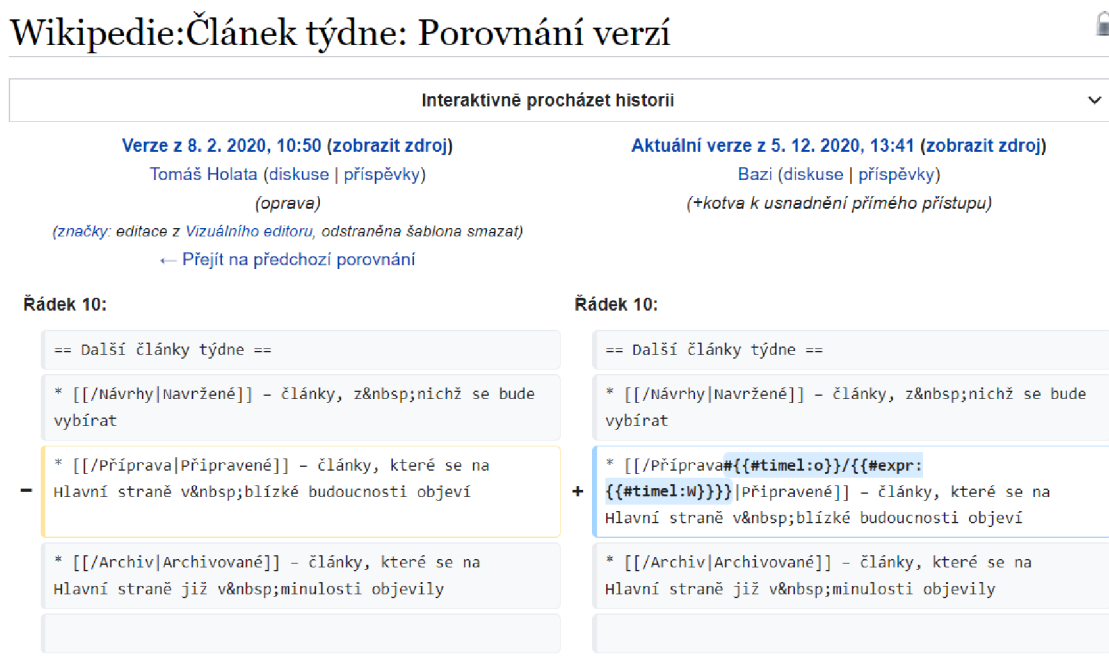 Wikipedie:Článek týdne: Porovnání verzí
Interaktivně procházet historii
Verze z 8. 2. 2020, 10:50 (zobrazit zdroj)
Tomáš Holata (diskuse | příspěvky)
(oprava)
(značky: editace z Vizuálního editoru, odstraněna šablona smazat)
← Přejít na předchozí porovnání
Aktuální verze z 5. 12. 2020, 13:41 (zobrazit zdroj)
Bazi (diskuse | příspěvky)
(+kotva k usnadnění přímého přístupu)
Řádek 10:
== Další články týdne ==
* [[/Návrhy|Navržené]] – články, z&nbsp;nichž se bude
vybírat
− * [[/Příprava|Připravené]] – články, které se na
Hlavní straně v&nbsp;blízké budoucnosti objeví
* [[/Archiv|Archivované]] – články, které se na
Hlavní straně již v&nbsp;minulosti objevily
Řádek 10:
== Další články týdne ==
* [[/Návrhy|Navržené]] – články, z&nbsp;nichž se bude
vybírat
+ * [[/Příprava#{{#timel:o}}/{{#expr:
{{#timel:W}}}}|Připravené]] – články, které se na
Hlavní straně v&nbsp;blízké budoucnosti objeví
* [[/Archiv|Archivované]] – články, které se na
Hlavní straně již v&nbsp;minulosti objevily